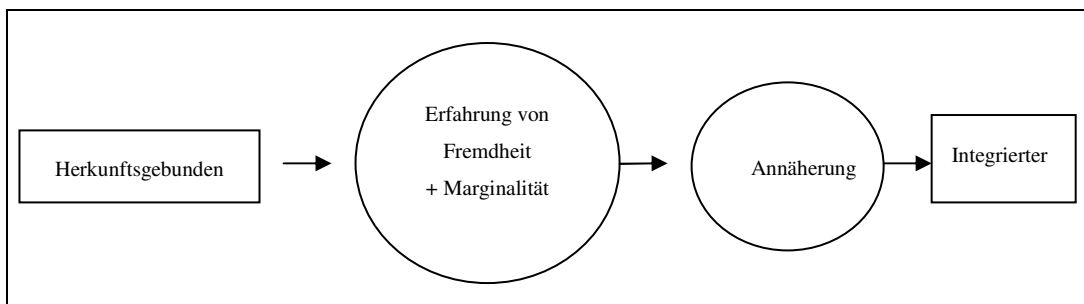 Herkunftsgebunden
Erfahrung von
Fremdheit
+ Marginalität
Annäherung
Integrierter